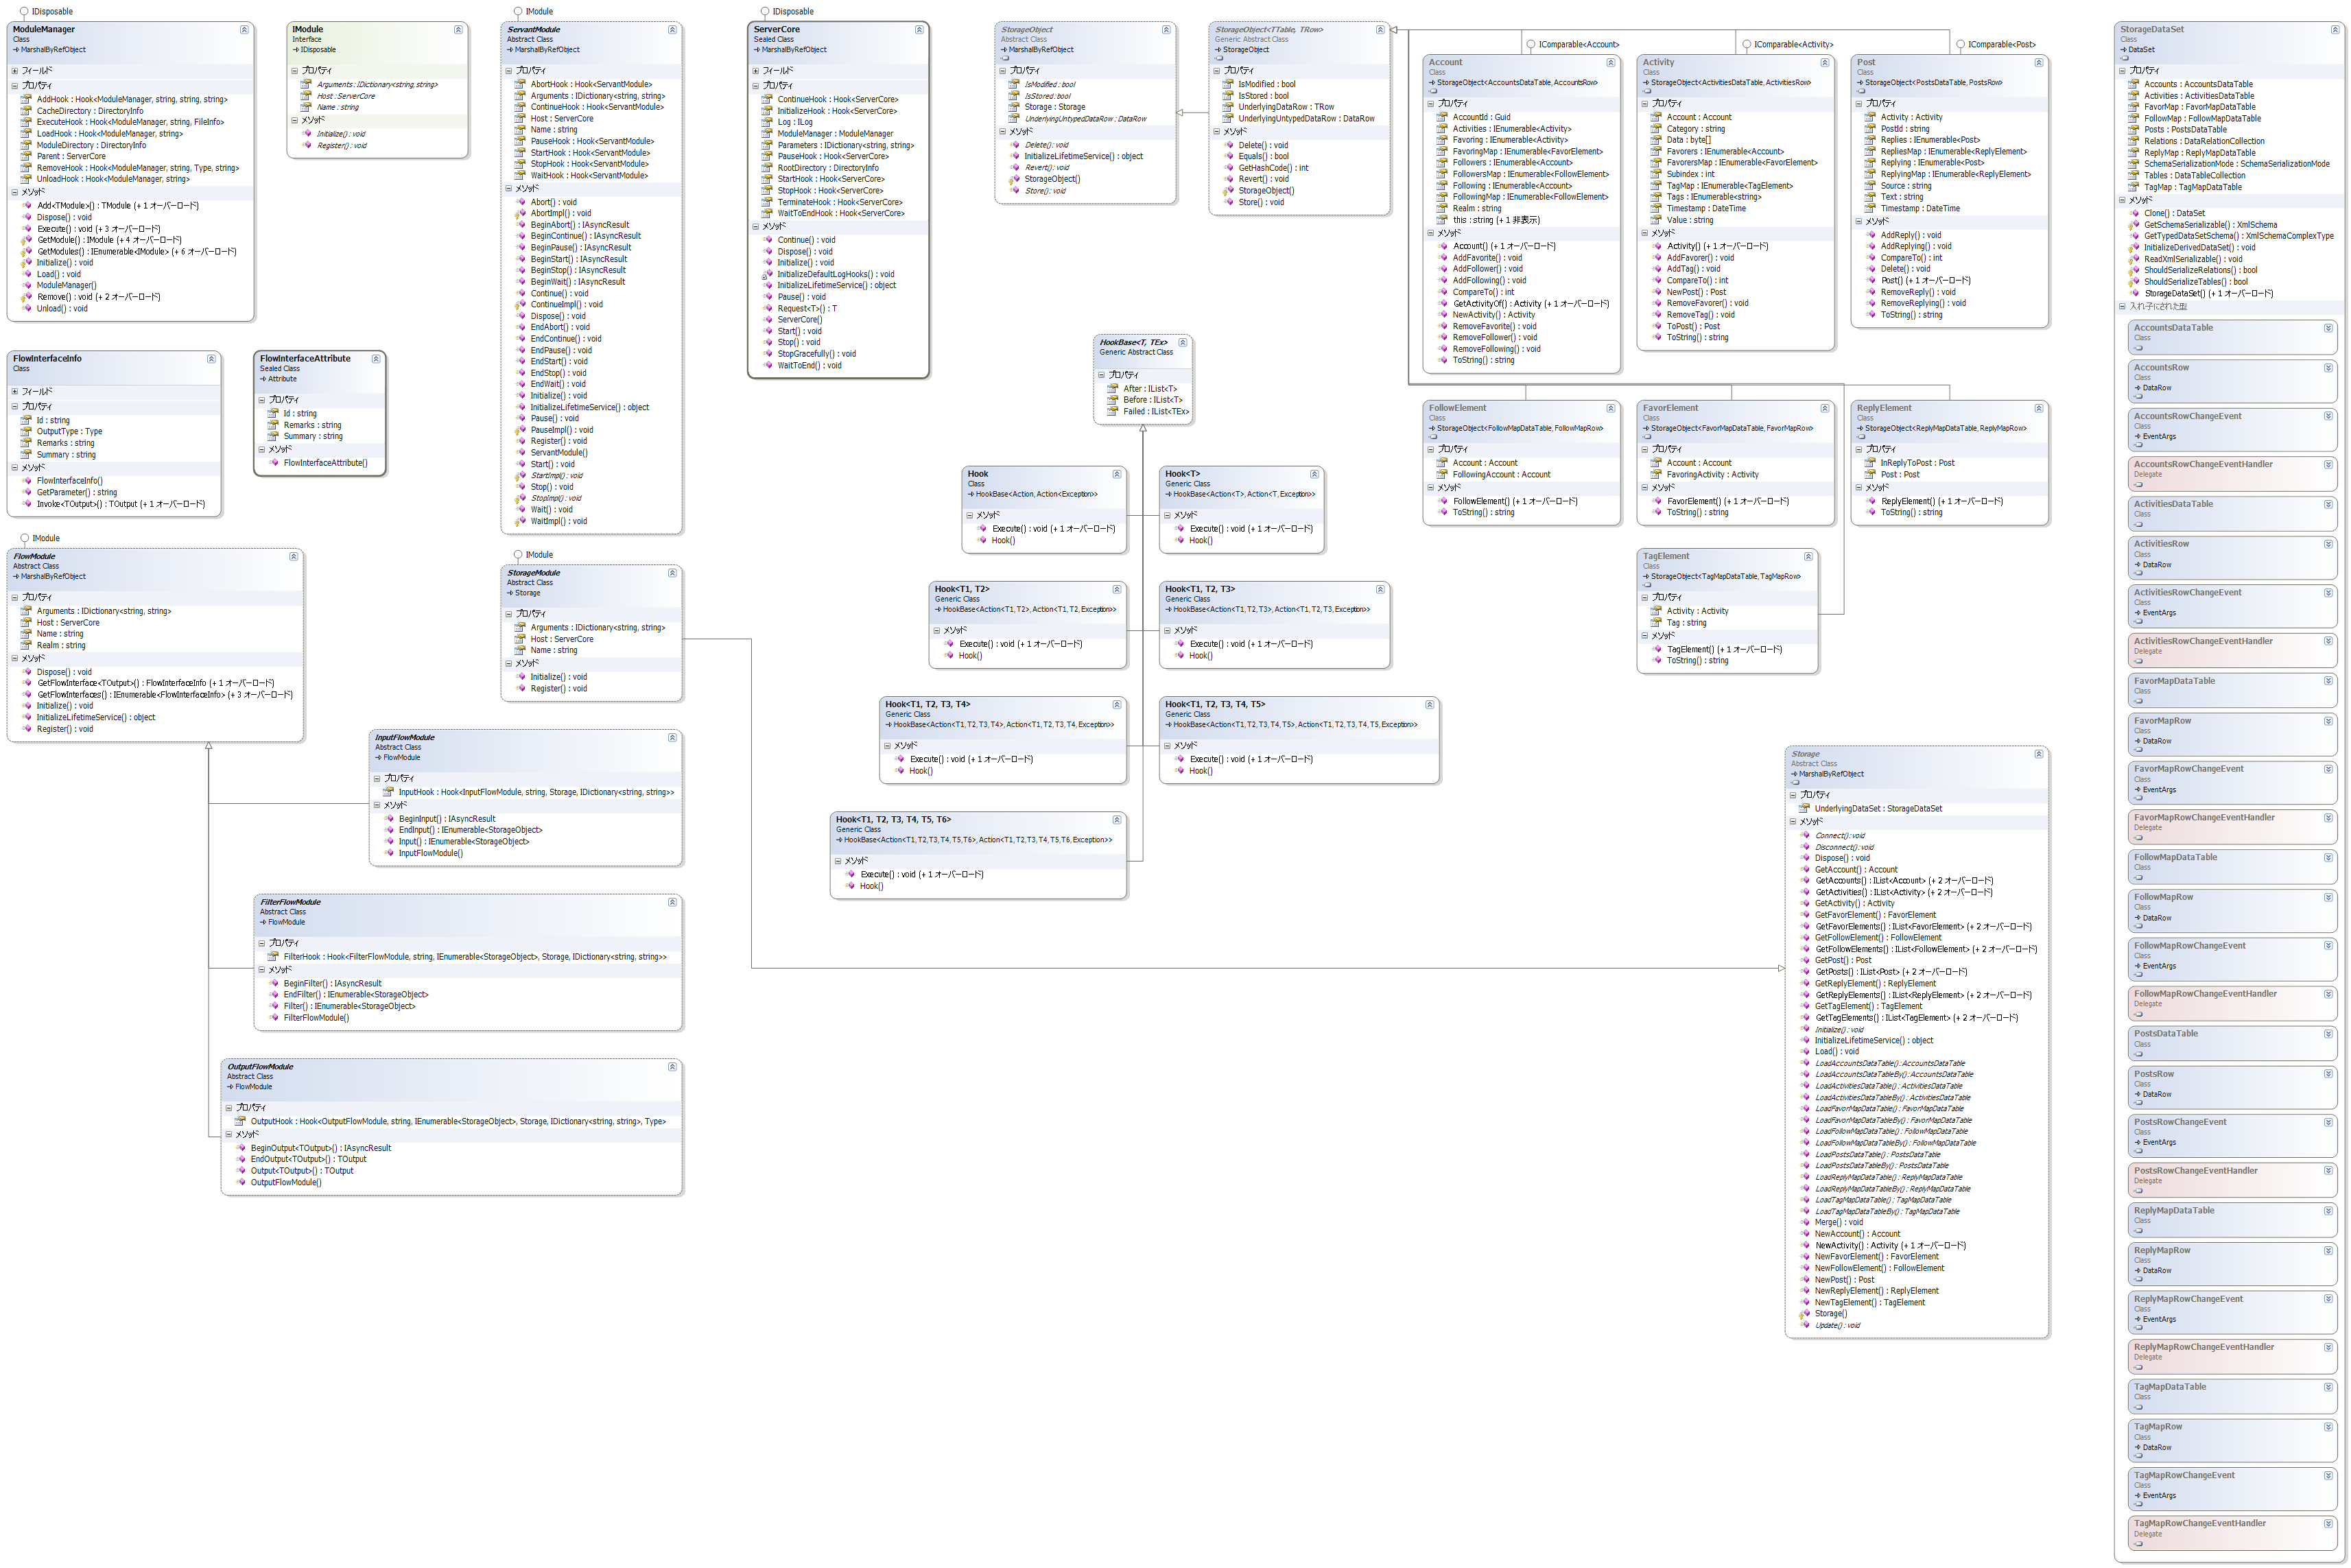 IDisposable
ModuleManager
Class
MarshalByRefObject
フィールド
プロパティ
AddHook : Hook<ModuleManager, string, string, string>
CacheDirectory : DirectoryInfo
ExecuteHook : Hook<ModuleManager, string, FileInfo>
LoadHook : Hook<ModuleManager, string>
ModuleDirectory : DirectoryInfo
Parent : ServerCore
RemoveHook : Hook<ModuleManager, string, Type, string>
UnloadHook : Hook<ModuleManager, string>
メソッド
Add<TModule>() : TModule (+ 1 オーバーロード)
Dispose() : void
Execute() : void (+ 3 オーバーロード)
GetModule() : IModule (+ 4 オーバーロード)
GetModules() : IEnumerable<IModule> (+ 6 オーバーロード)
Initialize() : void
Load() : void
ModuleManager()
Remove() : void (+ 2 オーバーロード)
Unload() : void
IModule
Interface
IDisposable
プロパティ
Arguments : IDictionary<string, string>
Host : ServerCore
Name : string
メソッド
Initialize() : void
Register() : void
IModule
ServantModule
Abstract Class
MarshalByRefObject
プロパティ
AbortHook : Hook<ServantModule>
Arguments : IDictionary<string, string>
ContinueHook : Hook<ServantModule>
Host : ServerCore
Name : string
PauseHook : Hook<ServantModule>
StartHook : Hook<ServantModule>
StopHook : Hook<ServantModule>
WaitHook : Hook<ServantModule>
メソッド
Abort() : void
AbortImpl() : void
BeginAbort() : IAsyncResult
BeginContinue() : IAsyncResult
BeginPause() : IAsyncResult
BeginStart() : IAsyncResult
BeginStop() : IAsyncResult
BeginWait() : IAsyncResult
Continue() : void
ContinueImpl() : void
Dispose() : void
EndAbort() : void
EndContinue() : void
EndPause() : void
EndStart() : void
EndStop() : void
EndWait() : void
Initialize() : void
InitializeLifetimeService() : object
Pause() : void
PauseImpl() : void
Register() : void
ServantModule()
Start() : void
StartImpl() : void
Stop() : void
StopImpl() : void
Wait() : void
WaitImpl() : void
IDisposable
ServerCore
Sealed Class
MarshalByRefObject
フィールド
プロパティ
ContinueHook : Hook<ServerCore>
InitializeHook : Hook<ServerCore>
Log : ILog
ModuleManager : ModuleManager
Parameters : IDictionary<string, string>
PauseHook : Hook<ServerCore>
RootDirectory : DirectoryInfo
StartHook : Hook<ServerCore>
StopHook : Hook<ServerCore>
TerminateHook : Hook<ServerCore>
WaitToEndHook : Hook<ServerCore>
メソッド
Continue() : void
Dispose() : void
Initialize() : void
InitializeDefaultLogHooks() : void
InitializeLifetimeService() : object
Pause() : void
Request<T>() : T
ServerCore()
Start() : void
Stop() : void
StopGracefully() : void
WaitToEnd() : void
StorageObject
Abstract Class
MarshalByRefObject
プロパティ
IsModified : bool
IsStored : bool
Storage : Storage
UnderlyingUntypedDataRow : DataRow
メソッド
Delete() : void
InitializeLifetimeService() : object
Revert() : void
StorageObject()
Store() : void
StorageObject<TTable, TRow>
Generic Abstract Class
StorageObject
プロパティ
IsModified : bool
IsStored : bool
UnderlyingDataRow : TRow
UnderlyingUntypedDataRow : DataRow
メソッド
Delete() : void
Equals() : bool
GetHashCode() : int
Revert() : void
StorageObject()
Store() : void
IComparable<Account>
Account
Class
StorageObject<AccountsDataTable, AccountsRow>
プロパティ
AccountId : Guid
Activities : IEnumerable<Activity>
Favoring : IEnumerable<Activity>
FavoringMap : IEnumerable<FavorElement>
Followers : IEnumerable<Account>
FollowersMap : IEnumerable<FollowElement>
Following : IEnumerable<Account>
FollowingMap : IEnumerable<FollowElement>
Realm : string
this : string (+ 1 非表示)
メソッド
Account() (+ 1 オーバーロード)
AddFavorite() : void
AddFollower() : void
AddFollowing() : void
CompareTo() : int
GetActivityOf() : Activity (+ 1 オーバーロード)
NewActivity() : Activity
RemoveFavorite() : void
RemoveFollower() : void
RemoveFollowing() : void
ToString() : string
IComparable<Activity>
Activity
Class
StorageObject<ActivitiesDataTable, ActivitiesRow>
プロパティ
Account : Account
Category : string
Data : byte[]
Favorers : IEnumerable<Account>
FavorersMap : IEnumerable<FavorElement>
Subindex : int
TagMap : IEnumerable<TagElement>
Tags : IEnumerable<string>
Timestamp : DateTime
Value : string
メソッド
Activity() (+ 1 オーバーロード)
AddFavorer() : void
AddTag() : void
CompareTo() : int
NewPost() : Post
RemoveFavorer() : void
RemoveTag() : void
ToPost() : Post
ToString() : string
IComparable<Post>
Post
Class
StorageObject<PostsDataTable, PostsRow>
プロパティ
Activity : Activity
PostId : string
Replies : IEnumerable<Post>
RepliesMap : IEnumerable<ReplyElement>
Replying : IEnumerable<Post>
ReplyingMap : IEnumerable<ReplyElement>
Source : string
Text : string
Timestamp : DateTime
メソッド
AddReply() : void
AddReplying() : void
CompareTo() : int
Delete() : void
Post() (+ 1 オーバーロード)
RemoveReply() : void
RemoveReplying() : void
ToString() : string
StorageDataSet
Class
DataSet
プロパティ
Accounts : AccountsDataTable
Activities : ActivitiesDataTable
FavorMap : FavorMapDataTable
FollowMap : FollowMapDataTable
Posts : PostsDataTable
Relations : DataRelationCollection
ReplyMap : ReplyMapDataTable
SchemaSerializationMode : SchemaSerializationMode
Tables : DataTableCollection
TagMap : TagMapDataTable
メソッド
Clone() : DataSet
GetSchemaSerializable() : XmlSchema
GetTypedDataSetSchema() : XmlSchemaComplexType
InitializeDerivedDataSet() : void
ReadXmlSerializable() : void
ShouldSerializeRelations() : bool
ShouldSerializeTables() : bool
StorageDataSet() (+ 1 オーバーロード)
入れ子にされた型
AccountsDataTable
Class
AccountsRow
Class
DataRow
AccountsRowChangeEvent
Class
EventArgs
AccountsRowChangeEventHandler
Delegate
ActivitiesDataTable
Class
ActivitiesRow
Class
DataRow
ActivitiesRowChangeEvent
Class
EventArgs
ActivitiesRowChangeEventHandler
Delegate
FavorMapDataTable
Class
FavorMapRow
Class
DataRow
FavorMapRowChangeEvent
Class
EventArgs
FavorMapRowChangeEventHandler
Delegate
FollowMapDataTable
Class
FollowMapRow
Class
DataRow
FollowMapRowChangeEvent
Class
EventArgs
FollowMapRowChangeEventHandler
Delegate
PostsDataTable
Class
PostsRow
Class
DataRow
PostsRowChangeEvent
Class
EventArgs
PostsRowChangeEventHandler
Delegate
ReplyMapDataTable
Class
ReplyMapRow
Class
DataRow
ReplyMapRowChangeEvent
Class
EventArgs
ReplyMapRowChangeEventHandler
Delegate
TagMapDataTable
Class
TagMapRow
Class
DataRow
TagMapRowChangeEvent
Class
EventArgs
TagMapRowChangeEventHandler
Delegate
FlowInterfaceInfo
Class
フィールド
プロパティ
Id : string
OutputType : Type
Remarks : string
Summary : string
メソッド
FlowInterfaceInfo()
GetParameter() : string
Invoke<TOutput>() : TOutput (+ 1 オーバーロード)
FlowInterfaceAttribute
Sealed Class
Attribute
プロパティ
Id : string
Remarks : string
Summary : string
メソッド
FlowInterfaceAttribute()
HookBase<T, TEx>
Generic Abstract Class
プロパティ
After : IList<T>
Before : IList<T>
Failed : IList<TEx>
FollowElement
Class
StorageObject<FollowMapDataTable, FollowMapRow>
プロパティ
Account : Account
FollowingAccount : Account
メソッド
FollowElement() (+ 1 オーバーロード)
ToString() : string
FavorElement
Class
StorageObject<FavorMapDataTable, FavorMapRow>
プロパティ
Account : Account
FavoringActivity : Activity
メソッド
FavorElement() (+ 1 オーバーロード)
ToString() : string
ReplyElement
Class
StorageObject<ReplyMapDataTable, ReplyMapRow>
プロパティ
InReplyToPost : Post
Post : Post
メソッド
ReplyElement() (+ 1 オーバーロード)
ToString() : string
TagElement
Class
StorageObject<TagMapDataTable, TagMapRow>
プロパティ
Activity : Activity
Tag : string
メソッド
TagElement() (+ 1 オーバーロード)
ToString() : string
Hook
Class
HookBase<Action, Action<Exception>>
メソッド
Execute() : void (+ 1 オーバーロード)
Hook()
Hook<T>
Generic Class
HookBase<Action<T>, Action<T, Exception>>
メソッド
Execute() : void (+ 1 オーバーロード)
Hook()
Hook<T1, T2>
Generic Class
HookBase<Action<T1, T2>, Action<T1, T2, Exception>>
メソッド
Execute() : void (+ 1 オーバーロード)
Hook()
Hook<T1, T2, T3>
Generic Class
HookBase<Action<T1, T2, T3>, Action<T1, T2, T3, Exception>>
メソッド
Execute() : void (+ 1 オーバーロード)
Hook()
Hook<T1, T2, T3, T4>
Generic Class
HookBase<Action<T1, T2, T3, T4>, Action<T1, T2, T3, T4, Exception>>
メソッド
Execute() : void (+ 1 オーバーロード)
Hook()
Hook<T1, T2, T3, T4, T5>
Generic Class
HookBase<Action<T1, T2, T3, T4, T5>, Action<T1, T2, T3, T4, T5, Exception>>
メソッド
Execute() : void (+ 1 オーバーロード)
Hook()
Hook<T1, T2, T3, T4, T5, T6>
Generic Class
HookBase<Action<T1, T2, T3, T4, T5, T6>, Action<T1, T2, T3, T4, T5, T6, Exception>>
メソッド
Execute() : void (+ 1 オーバーロード)
Hook()
IModule
FlowModule
Abstract Class
MarshalByRefObject
プロパティ
Arguments : IDictionary<string, string>
Host : ServerCore
Name : string
Realm : string
メソッド
Dispose() : void
GetFlowInterface<TOutput>() : FlowInterfaceInfo (+ 1 オーバーロード)
GetFlowInterfaces() : IEnumerable<FlowInterfaceInfo> (+ 3 オーバーロード)
Initialize() : void
InitializeLifetimeService() : object
Register() : void
IModule
StorageModule
Abstract Class
Storage
プロパティ
Arguments : IDictionary<string, string>
Host : ServerCore
Name : string
メソッド
Initialize() : void
Register() : void
InputFlowModule
Abstract Class
FlowModule
プロパティ
InputHook : Hook<InputFlowModule, string, Storage, IDictionary<string, string>>
メソッド
BeginInput() : IAsyncResult
EndInput() : IEnumerable<StorageObject>
Input() : IEnumerable<StorageObject>
InputFlowModule()
FilterFlowModule
Abstract Class
FlowModule
プロパティ
FilterHook : Hook<FilterFlowModule, string, IEnumerable<StorageObject>, Storage, IDictionary<string, string>>
メソッド
BeginFilter() : IAsyncResult
EndFilter() : IEnumerable<StorageObject>
Filter() : IEnumerable<StorageObject>
FilterFlowModule()
OutputFlowModule
Abstract Class
FlowModule
プロパティ
OutputHook : Hook<OutputFlowModule, string, IEnumerable<StorageObject>, Storage, IDictionary<string, string>, Type>
メソッド
BeginOutput<TOutput>() : IAsyncResult
EndOutput<TOutput>() : TOutput
Output<TOutput>() : TOutput
OutputFlowModule()
Storage
Abstract Class
MarshalByRefObject
プロパティ
UnderlyingDataSet : StorageDataSet
メソッド
Connect() : void
Disconnect() : void
Dispose() : void
GetAccount() : Account
GetAccounts() : IList<Account> (+ 2 オーバーロード)
GetActivities() : IList<Activity> (+ 2 オーバーロード)
GetActivity() : Activity
GetFavorElement() : FavorElement
GetFavorElements() : IList<FavorElement> (+ 2 オーバーロード)
GetFollowElement() : FollowElement
GetFollowElements() : IList<FollowElement> (+ 2 オーバーロード)
GetPost() : Post
GetPosts() : IList<Post> (+ 2 オーバーロード)
GetReplyElement() : ReplyElement
GetReplyElements() : IList<ReplyElement> (+ 2 オーバーロード)
GetTagElement() : TagElement
GetTagElements() : IList<TagElement> (+ 2 オーバーロード)
Initialize() : void
InitializeLifetimeService() : object
Load() : void
LoadAccountsDataTable() : AccountsDataTable
LoadAccountsDataTableBy() : AccountsDataTable
LoadActivitiesDataTable() : ActivitiesDataTable
LoadActivitiesDataTableBy() : ActivitiesDataTable
LoadFavorMapDataTable() : FavorMapDataTable
LoadFavorMapDataTableBy() : FavorMapDataTable
LoadFollowMapDataTable() : FollowMapDataTable
LoadFollowMapDataTableBy() : FollowMapDataTable
LoadPostsDataTable() : PostsDataTable
LoadPostsDataTableBy() : PostsDataTable
LoadReplyMapDataTable() : ReplyMapDataTable
LoadReplyMapDataTableBy() : ReplyMapDataTable
LoadTagMapDataTable() : TagMapDataTable
LoadTagMapDataTableBy() : TagMapDataTable
Merge() : void
NewAccount() : Account
NewActivity() : Activity (+ 1 オーバーロード)
NewFavorElement() : FavorElement
NewFollowElement() : FollowElement
NewPost() : Post
NewReplyElement() : ReplyElement
NewTagElement() : TagElement
Storage()
Update() : void